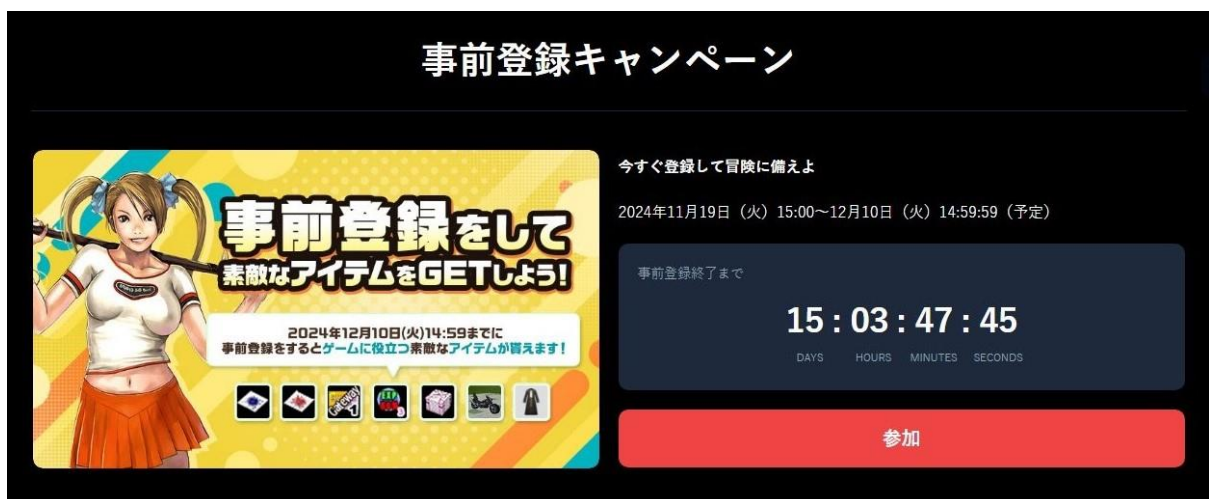 事前登録キャンペーン
事前登録をして
素敵なアイテムをGETしよう!
2024年12月10日(火)14:59までに
事前登録をするとゲームに役立つ素敵なアイテムが貰えます!
今すぐ登録して冒険に備えよ
2024年11月19日（火）15:00～12月10日（火）14:59:59（予定）
事前登録終了まで
15 : 03 : 47 : 45
DAYS HOURS MINUTES SECONDS
参加